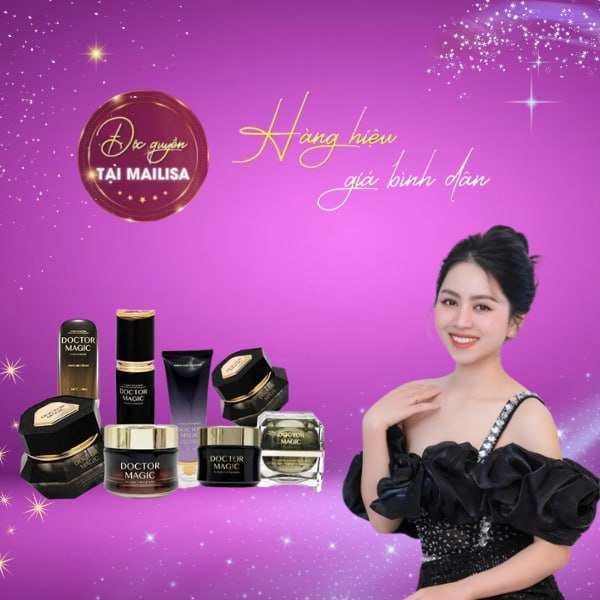 Độc quyền
TẠI MAILISA
Hàng hiệu
giá bình dân
DOCTOR
MAGIC
DOCTOR
MAGIC
DOCTOR
MAGIC
DOCTOR
MAGIC
DOCTOR
MAGIC
DOCTOR
MAGIC